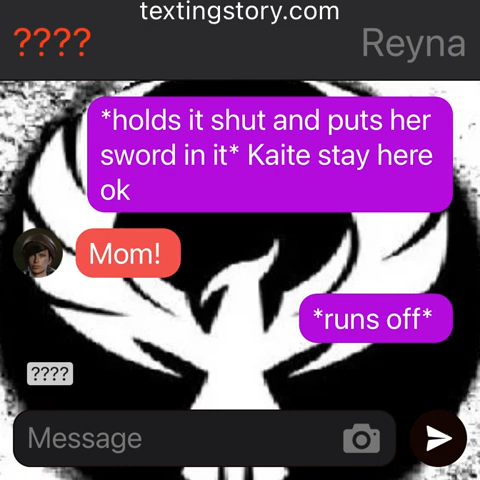 textingstory.com
????
Reyna
*holds it shut and puts her
sword in it* Kaite stay here
ok
Mom!
*runs off*
????
Message